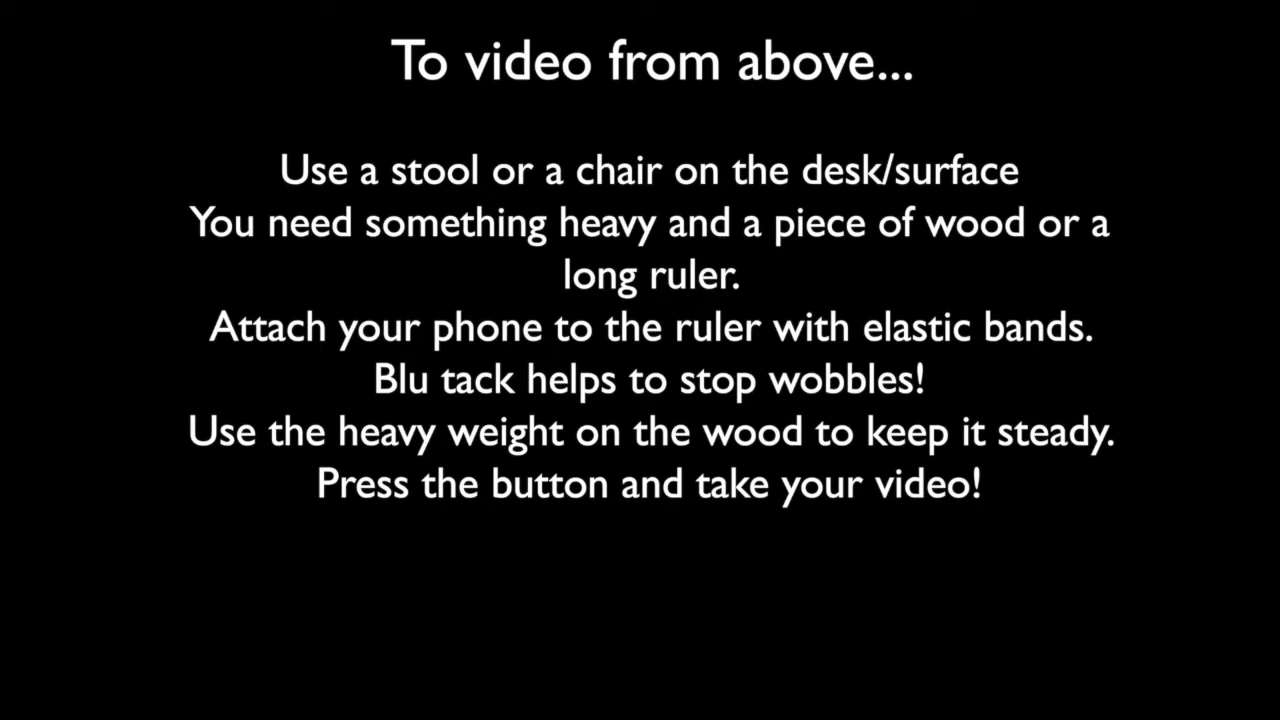 To video from above...
Use a stool or a chair on the desk/surface
You need something heavy and a piece of wood or a
long ruler.
Attach your phone to the ruler with elastic bands.
Blu tack helps to stop wobbles!
Use the heavy weight on the wood to keep it steady.
Press the button and take your video!